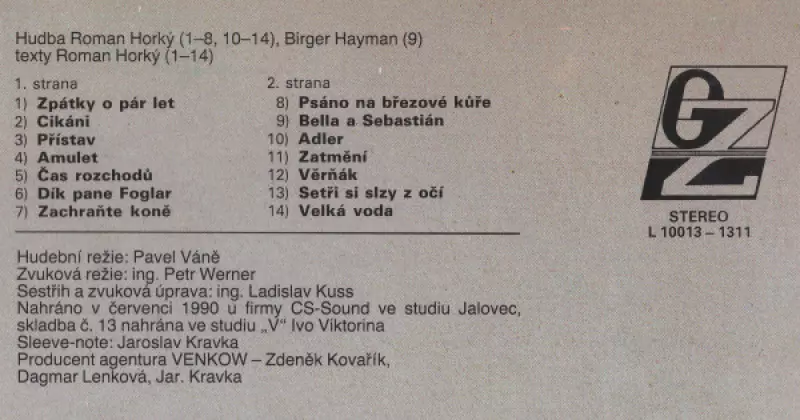 Hudba Roman Horký (1–8, 10–14), Birger Hayman (9)
texty Roman Horký (1–14)
1. strana
1) Zpátky o pár let
2) Cikáni
3) Přístav
4) Amulet
5) Čas rozchodů
6) Dík pane Foglar
7) Zachraňte koně
2. strana
8) Psáno na březové kůře
9) Bella a Sebastián
10) Adler
11) Zatmění
12) Věrňák
13) Setři si slzy z očí
14) Velká voda
STEREO
L 10013 – 1311
Hudební režie: Pavel Váně
Zvuková režie: ing. Petr Werner
Sestřih a zvuková úprava: ing. Ladislav Kuss
Nahráno v červenci 1990 u firmy CS-Sound ve studiu Jalovec,
skladba č. 13 nahrána ve studiu „V" Ivo Viktorina
Sleeve-note: Jaroslav Kravka
Producent agentura VENKOW – Zdeněk Kovařík,
Dagmar Lenková, Jar. Kravka